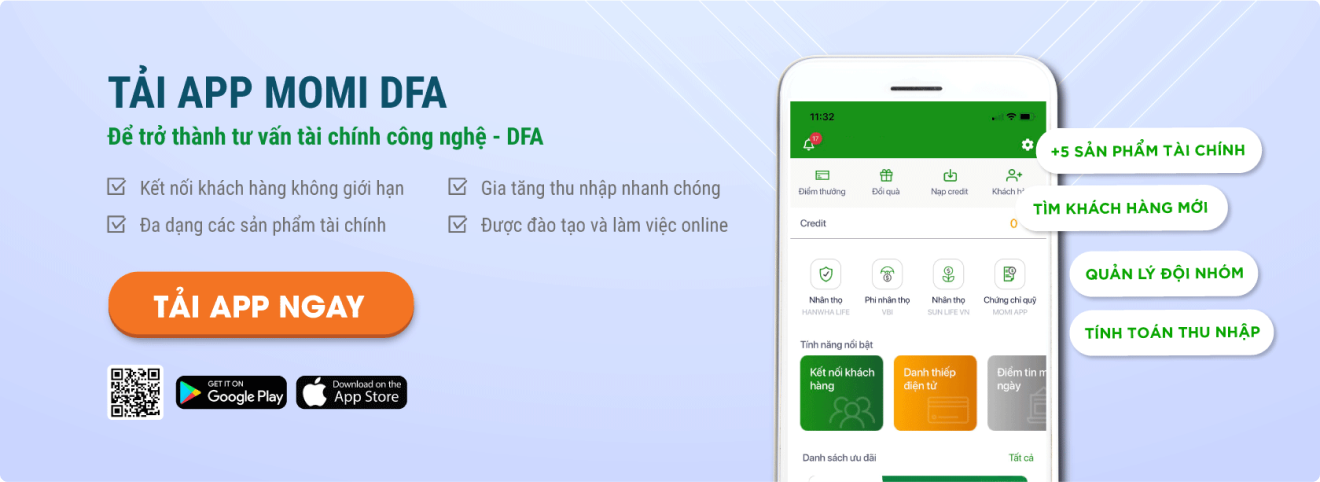 TẢI APP MOMI DFA
Để trở thành tư vấn tài chính công nghệ - DFA
Kết nối khách hàng không giới hạn
Gia tăng thu nhập nhanh chóng
Đa dạng các sản phẩm tài chính
Được đào tạo và làm việc online
TẢI APP NGAY
GET IT ON
Google Play
Download on the
App Store
11:32
37
Điểm thưởng
Đổi quà
Nạp credit
Khách
Credit
0
Nhân thọ
Phi nhân thọ
Nhân thọ
Chứng chỉ quỹ
HANWHA LIFE
VBI
SUN LIFE VN
MOMI APP
Tính năng nổi bật
Kết nối khách
hàng
Danh thiếp
điện tử
Điểm tin
ngày
Danh sách ưu đãi
Tất cả
+5 SẢN PHẨM TÀI CHÍNH
TÌM KHÁCH HÀNG MỚI
QUẢN LÝ ĐỘI NHÓM
TÍNH TOÁN THU NHẬP